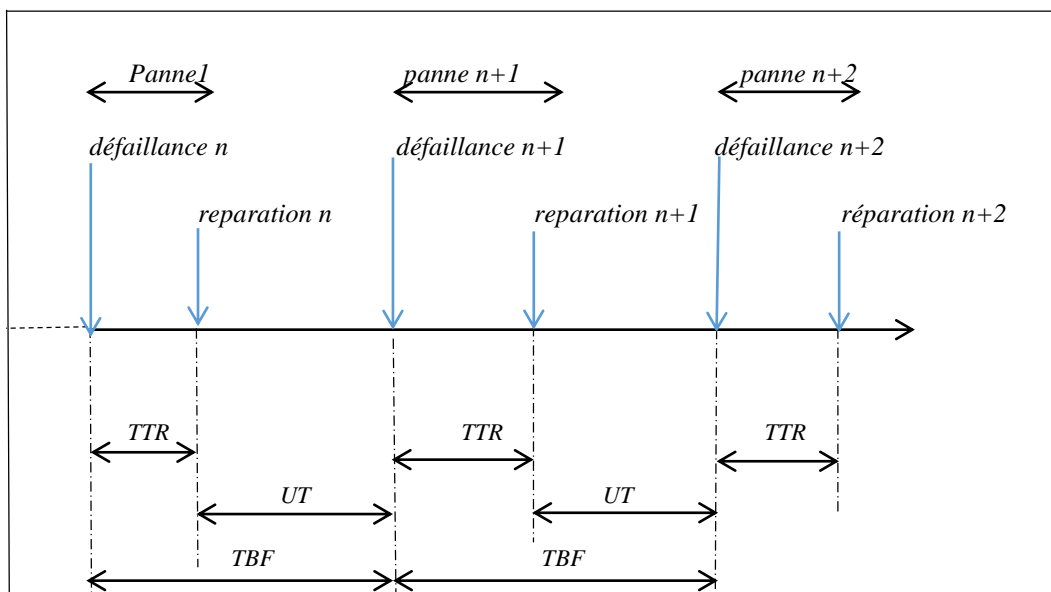 Panne1
panne n+1
panne n+2
défaillance n
défaillance n+1
défaillance n+2
reparation n
reparation n+1
réparation n+2
TTR
TTR
TTR
UT
UT
TBF
TBF